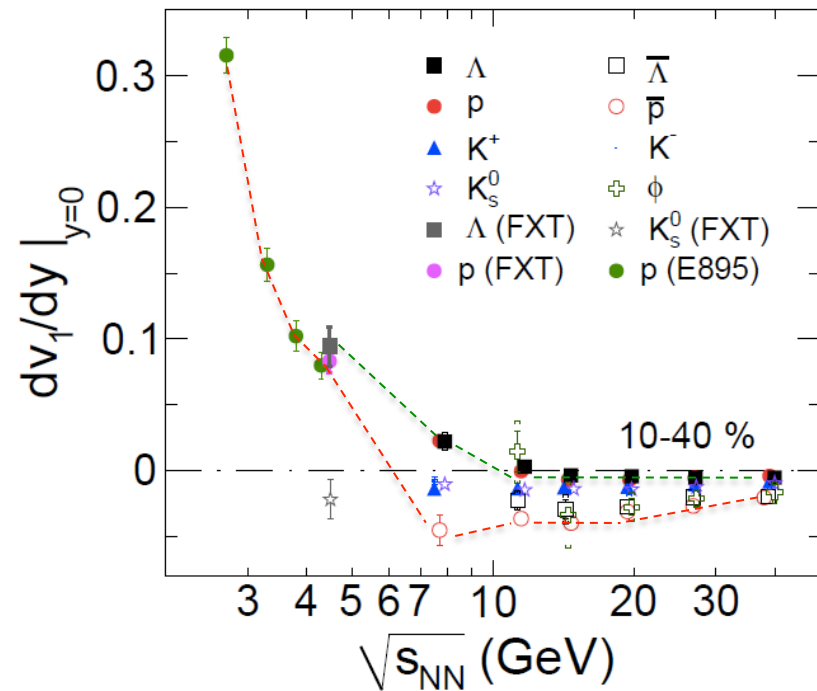 0.3
0.2
0.1
0
dv₁/dy |y=0
Λ
Λ̅
p
p̅
K⁺
K⁻
K⁰ₛ
ϕ
Λ (FXT)
K⁰ₛ (FXT)
p (FXT)
p (E895)
10-40 %
3 4 5 6 7 10 20 30
√sNN (GeV)